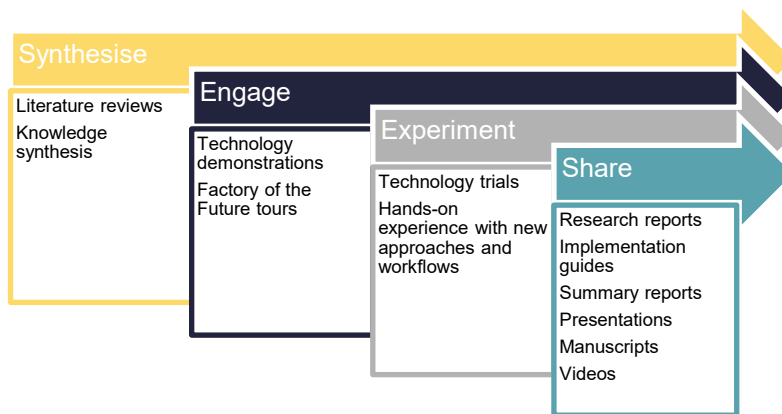 Synthesise
Literature reviews
Knowledge
synthesis
Engage
Technology
demonstrations
Factory of the
Future tours
Experiment
Technology trials
Hands-on
experience with new
approaches and
workflows
Share
Research reports
Implementation
guides
Summary reports
Presentations
Manuscripts
Videos